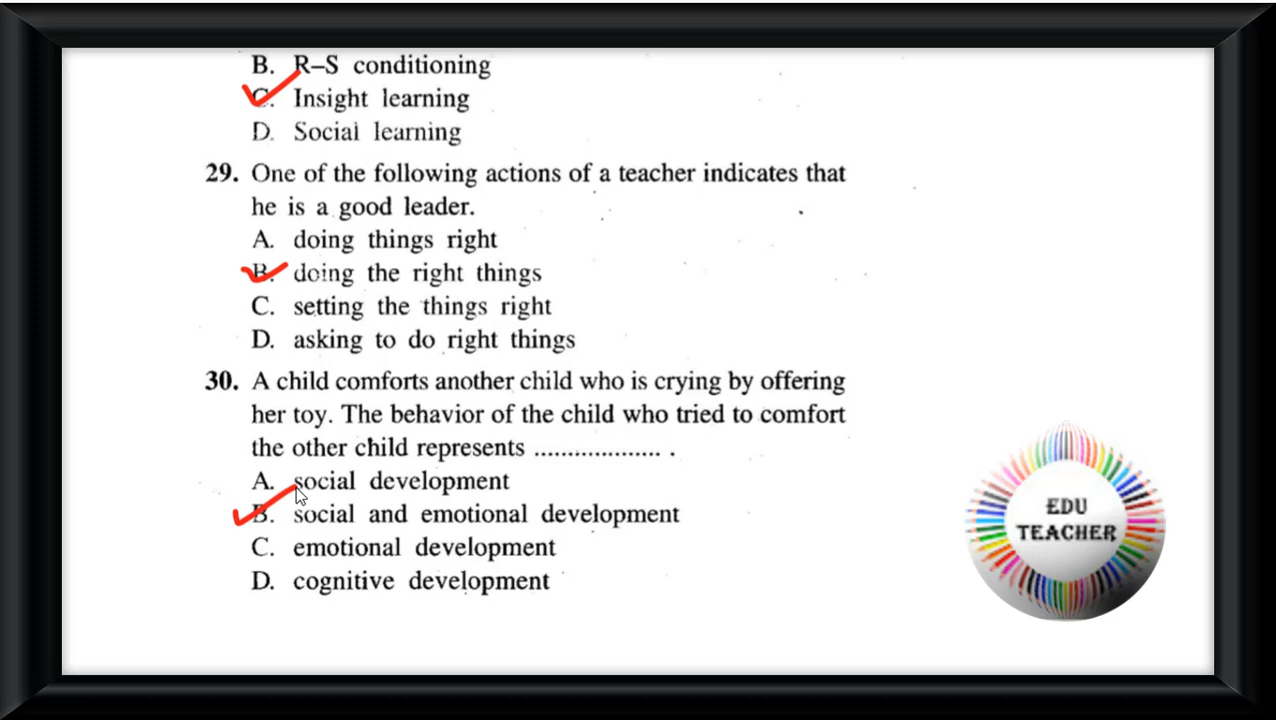 B. R–S conditioning
C. Insight learning
D. Social learning
29. One of the following actions of a teacher indicates that
he is a good leader.
A. doing things right
B. doing the right things
C. setting the things right
D. asking to do right things
30. A child comforts another child who is crying by offering
her toy. The behavior of the child who tried to comfort
the other child represents ................... .
A. social development
B. social and emotional development
C. emotional development
D. cognitive development
EDU
TEACHER